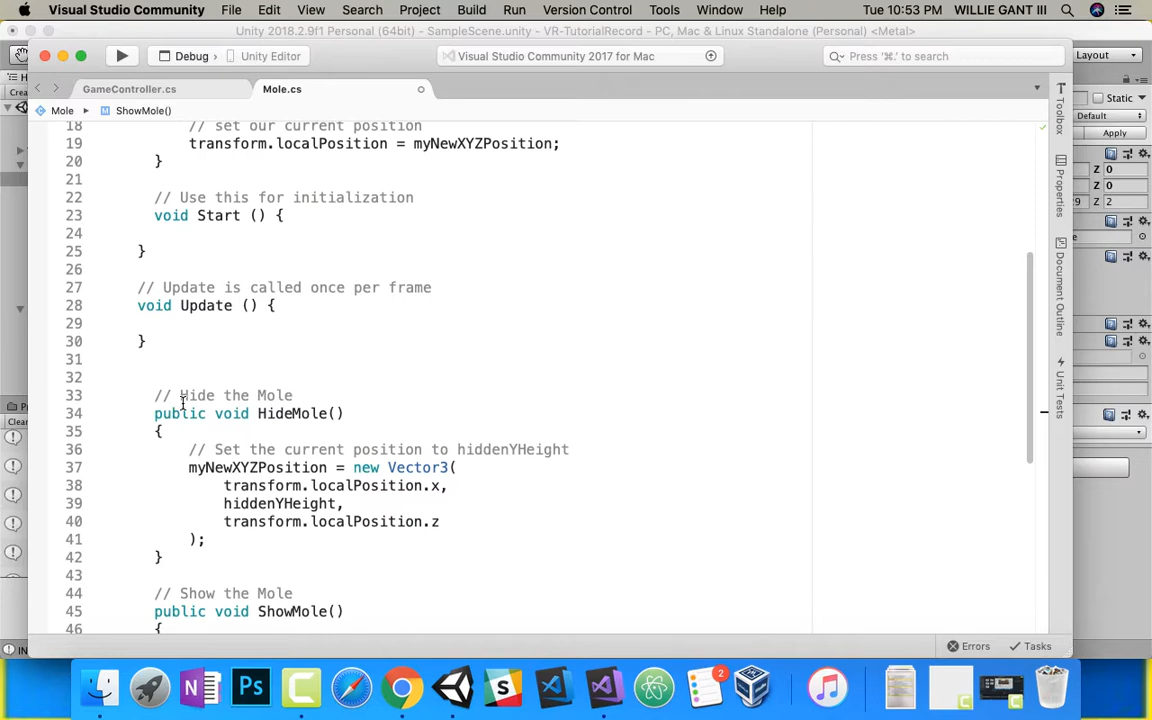 Visual Studio Community File Edit View Search Project Build Run Version Control Tools Window Help Tue 10:53 PM WILLIE GANT III
Unity 2018.2.9f1 Personal (64bit) - SampleScene.unity - VR-TutorialRecord - PC, Mac & Linux Standalone (Personal) <Metal>
Debug Unity Editor Visual Studio Community 2017 for Mac Press '⌘.' to search Layout
GameController.cs Mole.cs
Mole ShowMole()
Static
Default
Apply
Toolbox
Properties
Document Outline
Unit Tests
Z 0
Z 0
Z 2
18 // set our current position
19 transform.localPosition = myNewXYZPosition;
20 }
21
22 // Use this for initialization
23 void Start () {
24
25 }
26
27 // Update is called once per frame
28 void Update () {
29
30 }
31
32
33 // Hide the Mole
34 public void HideMole()
35 {
36 // Set the current position to hiddenYHeight
37 myNewXYZPosition = new Vector3(
38 transform.localPosition.x,
39 hiddenYHeight,
40 transform.localPosition.z
41 );
42 }
43
44 // Show the Mole
45 public void ShowMole()
46 {
Errors Tasks
2